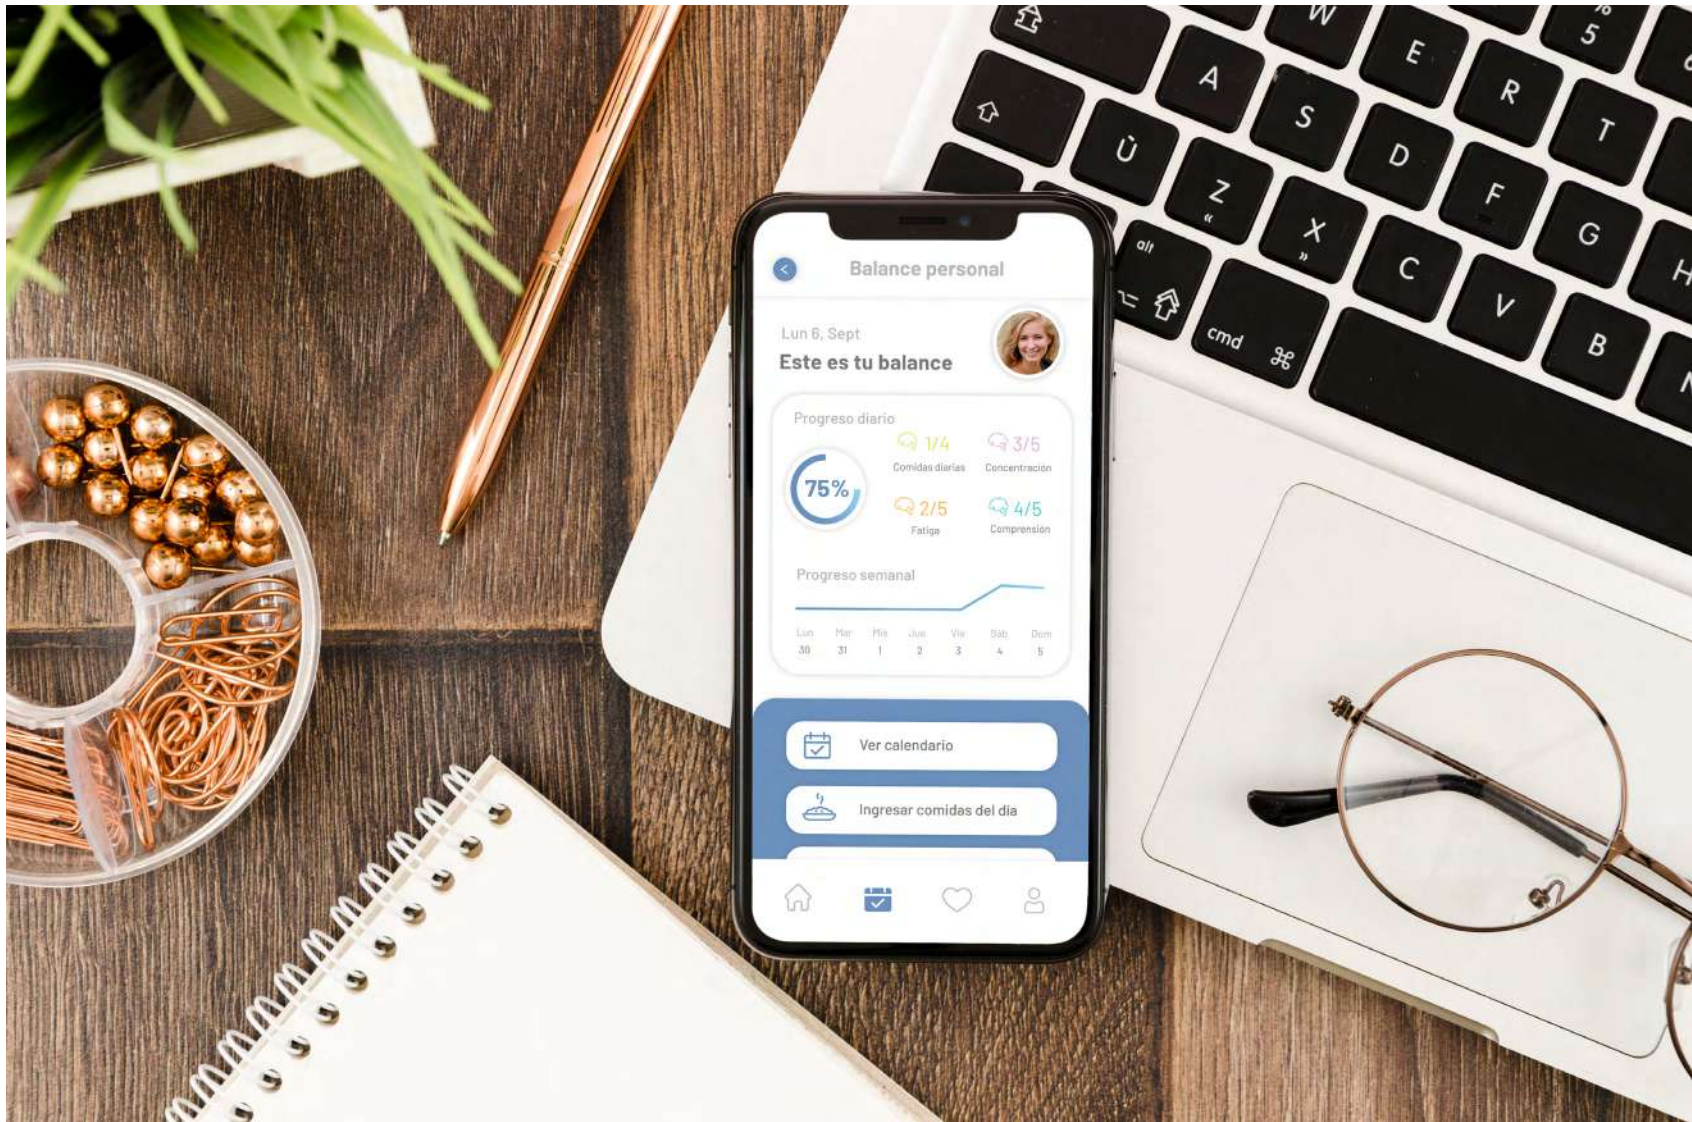 W
%
5
E
A
R
S
T
Ù
D
Z
«
F
alt
X
»
G
H
C
V
cmd
B
Balance personal
Lun 6, Sept
Este es tu balance
Progreso diario
75%
1/4
Comidas diarias
3/5
Concentración
2/5
Fatiga
4/5
Comprensión
Progreso semanal
Lun Mar Mié Jue Vie Sáb Dom
30 31 1 2 3 4 5
Ver calendario
Ingresar comidas del día